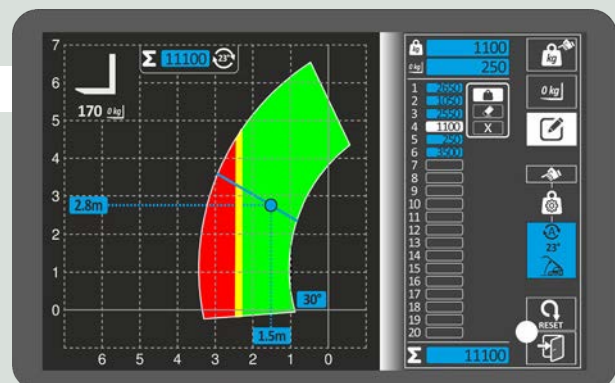 7
Σ 11100 23°
6
170 0 kg
5
4
3
2.8m
2
1
30°
0
1.5m
6 5 4 3 2 1 0
kg 1100
0 kg 250
1 2650
2 1050
3 2550
4 1100 X
5 250
6 3500
7
8
9
10
11
12
13
14
15
16
17
18
19
20
Σ 11100
kg
0 kg
A
23°
RESET